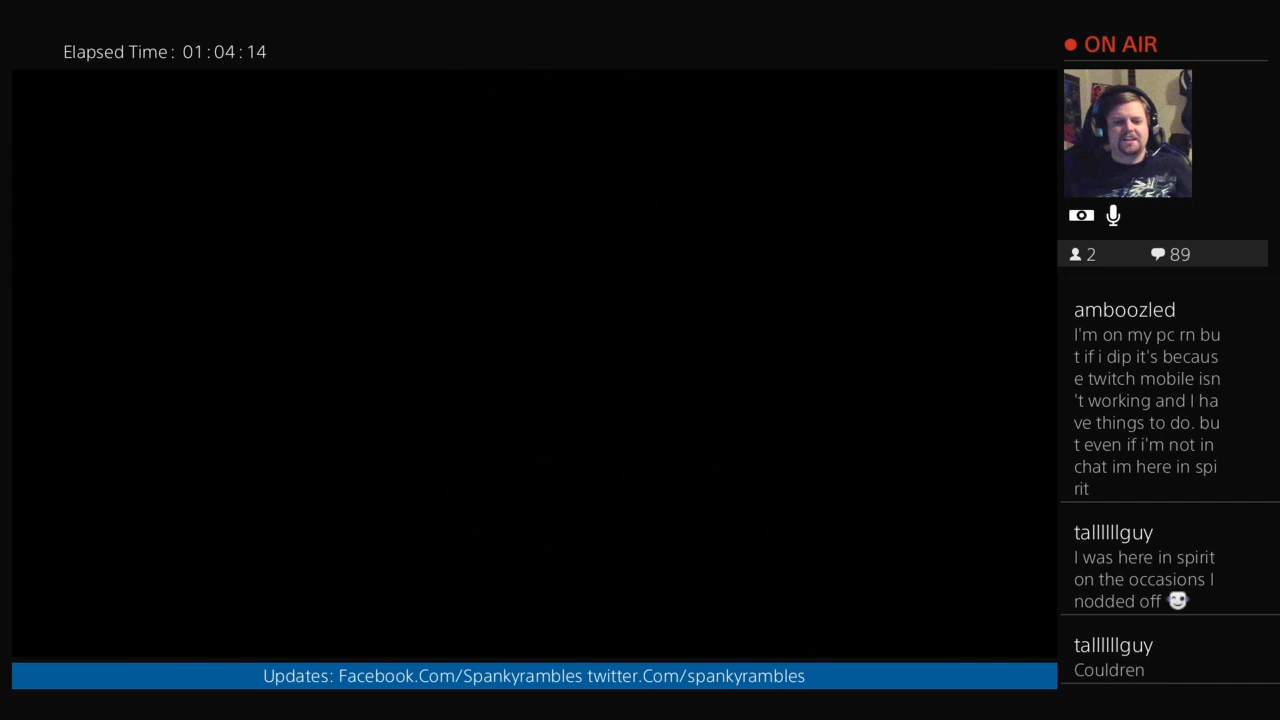 Elapsed Time: 01:04:14
ON AIR
2 89
amboozled
I'm on my pc rn bu
t if i dip it's becaus
e twitch mobile isn
't working and I ha
ve things to do. bu
t even if i'm not in
chat im here in spi
rit
talllllguy
I was here in spirit
on the occasions I
nodded off
talllllguy
Couldren
Updates: Facebook.Com/Spankyrambles twitter.Com/spankyrambles